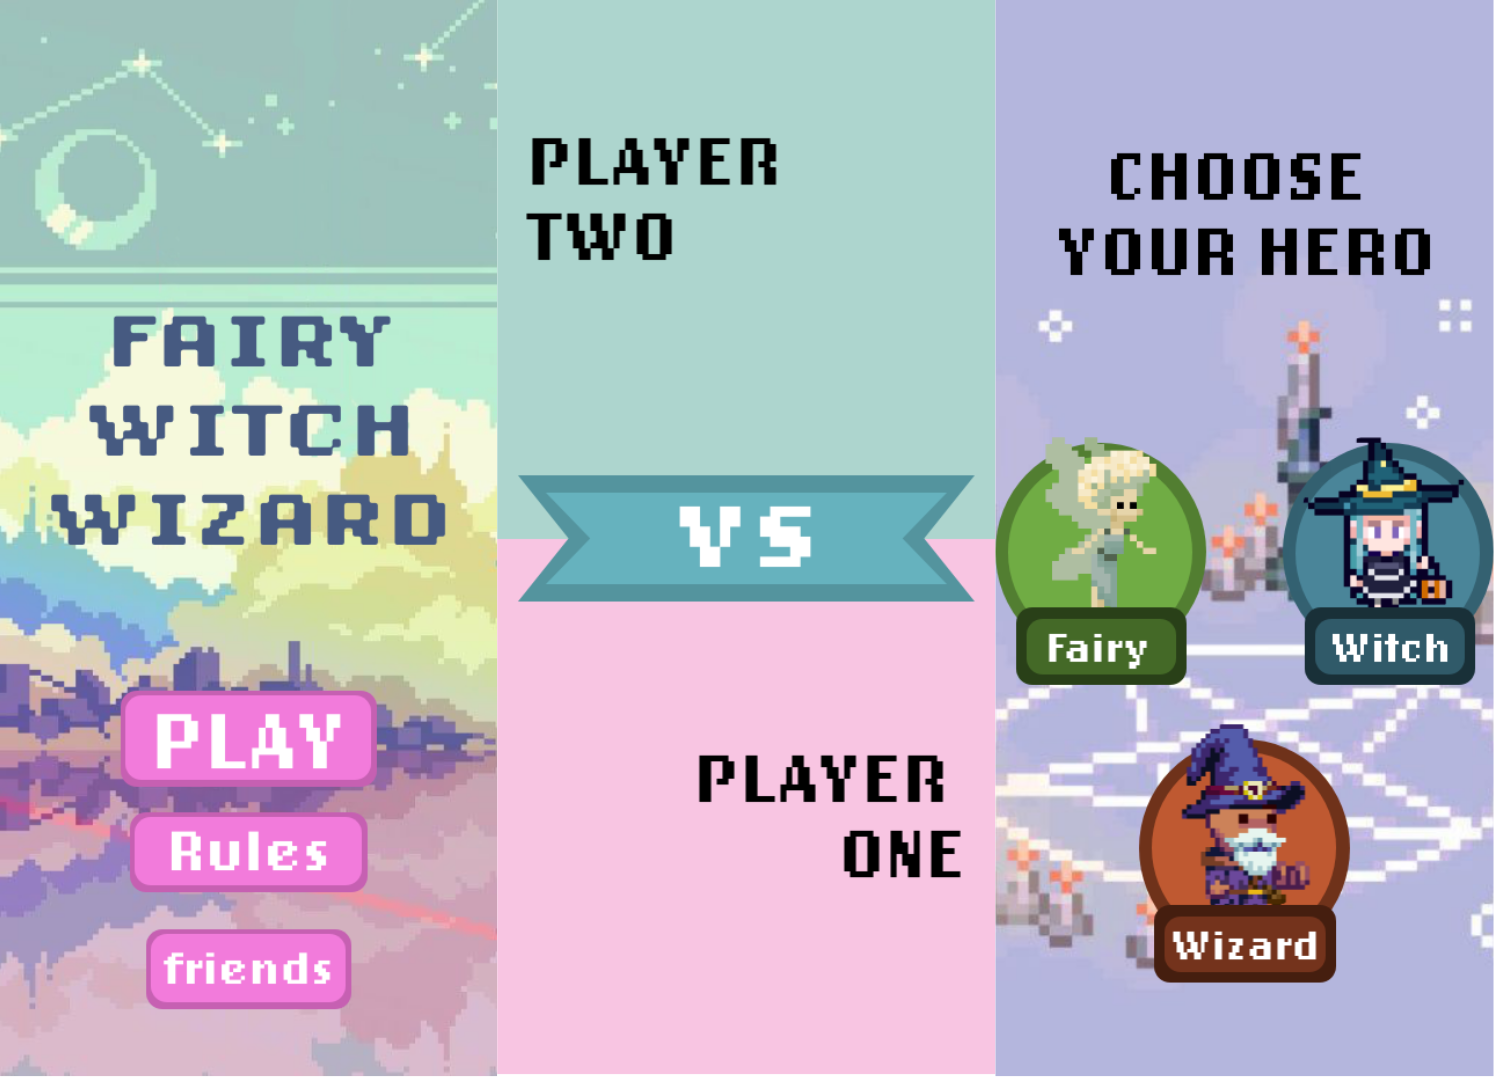 FAIRY
WITCH
WIZARD
PLAY
Rules
friends
PLAYER
TWO
VS
PLAYER
ONE
CHOOSE
YOUR HERO
Fairy
Witch
Wizard